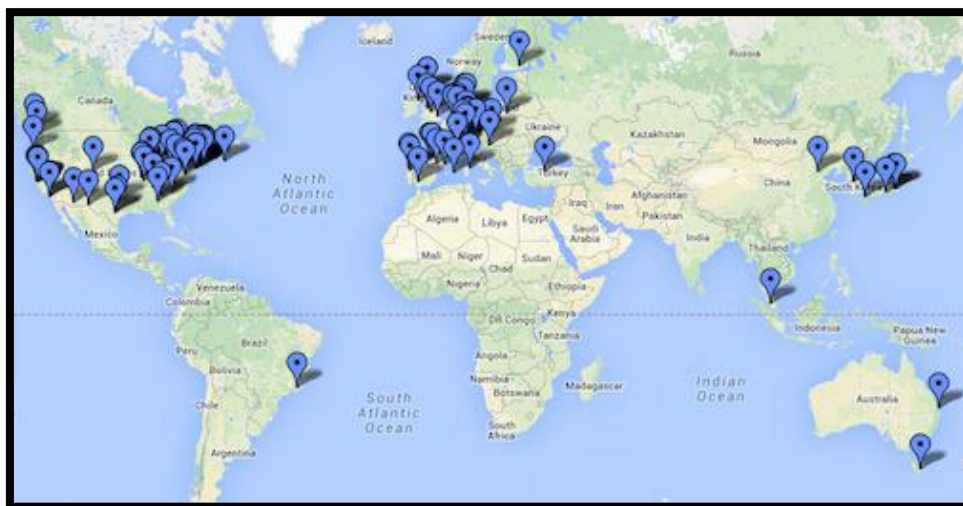 Iceland
Sweden
Norway
Russia
Canada
Ukraine
Kazakhstan
Mongolia
North
Atlantic
Ocean
Turkey
China
South Korea
Afghanistan
Iraq
Iran
Pakistan
Algeria
Libya
Egypt
Saudi
Arabia
India
Mexico
Mali
Niger
Chad
Sudan
Thailand
Nigeria
Ethiopia
Venezuela
Colombia
DR Congo
Kenya
Tanzania
Indonesia
Papua New
Guinea
Peru
Brazil
Bolivia
Angola
Namibia
Botswana
Madagascar
Indian
Ocean
South
Atlantic
Ocean
Chile
Australia
South
Africa
Argentina